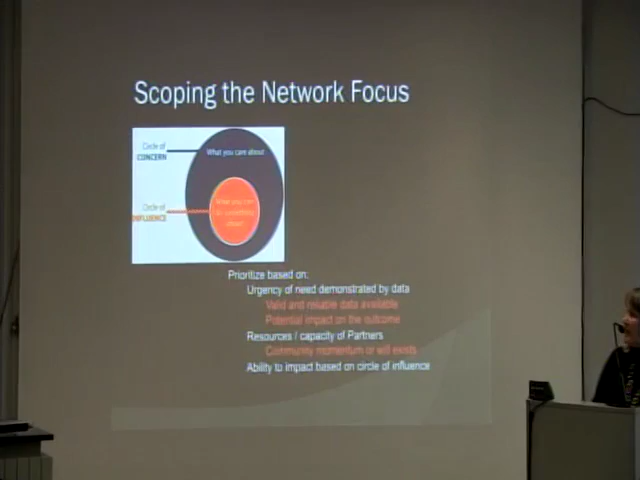 Scoping the Network Focus
Circle of
CONCERN
What you care about
Circle of
INFLUENCE
What you can
do something
about
Prioritize based on:
Urgency of need demonstrated by data
Valid and reliable data available
Potential impact on the outcome
Resources / capacity of Partners
Community momentum or will exists
Ability to impact based on circle of influence